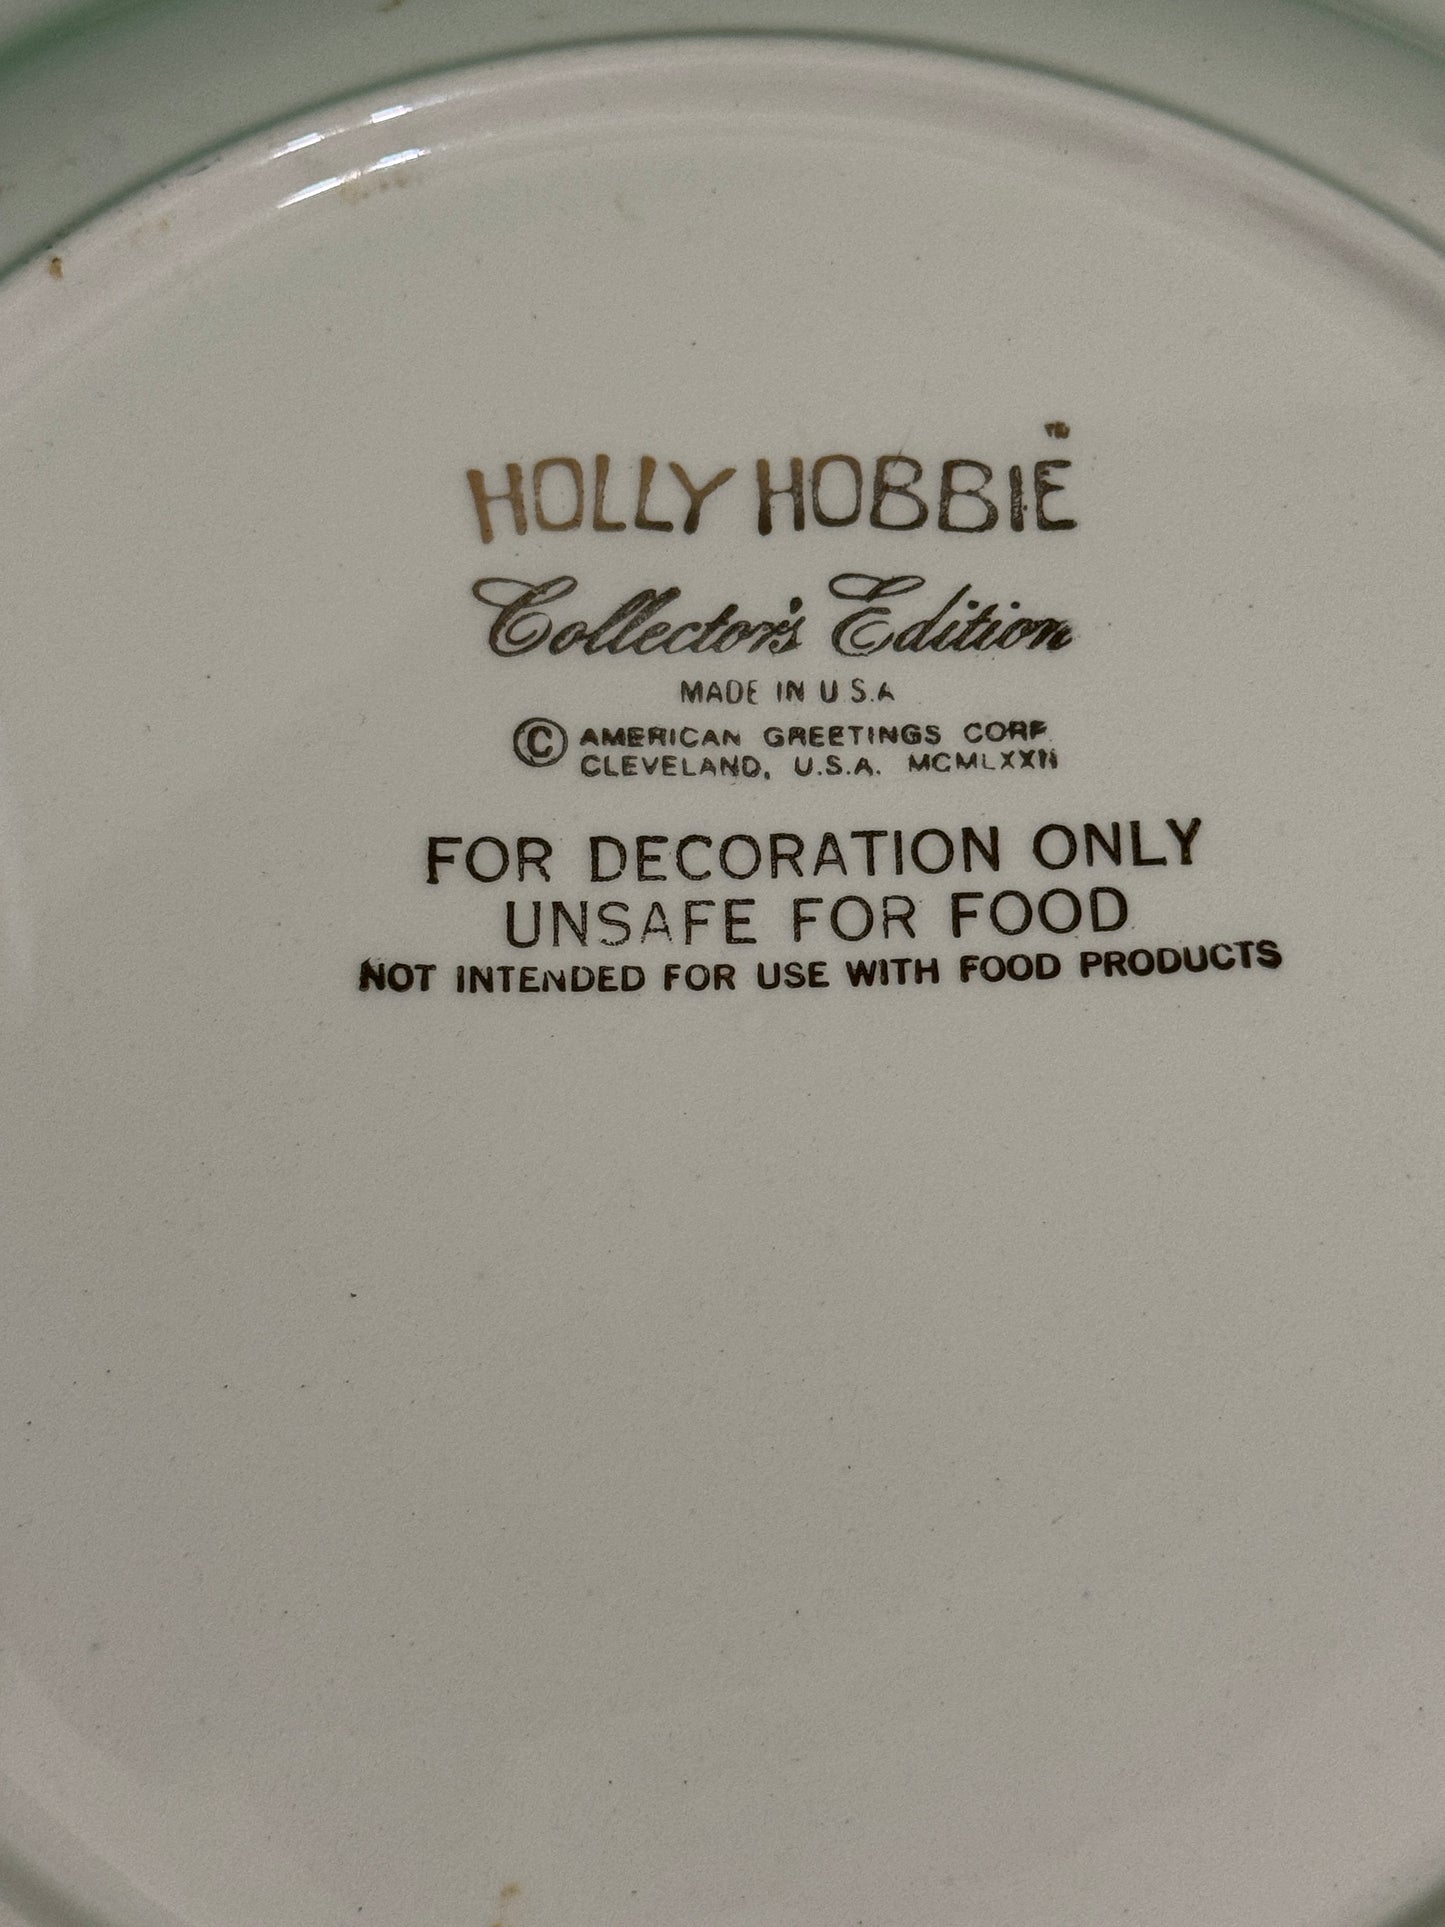 HOLLY HOBBIE™
Collector's Edition
MADE IN U.S.A
© AMERICAN GREETINGS CORP.
CLEVELAND, U.S.A. MCMLXXII
FOR DECORATION ONLY
UNSAFE FOR FOOD
NOT INTENDED FOR USE WITH FOOD PRODUCTS